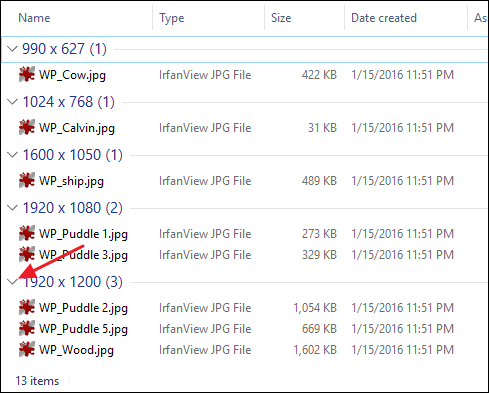 Name Type Size Date created
990 x 627 (1)
WP_Cow.jpg IrfanView JPG File 422 KB 1/15/2016 11:51 PM
1024 x 768 (1)
WP_Calvin.jpg IrfanView JPG File 31 KB 1/15/2016 11:51 PM
1600 x 1050 (1)
WP_ship.jpg IrfanView JPG File 489 KB 1/15/2016 11:51 PM
1920 x 1080 (2)
WP_Puddle 1.jpg IrfanView JPG File 273 KB 1/15/2016 11:51 PM
WP_Puddle 3.jpg IrfanView JPG File 329 KB 1/15/2016 11:51 PM
1920 x 1200 (3)
WP_Puddle 2.jpg IrfanView JPG File 1,054 KB 1/15/2016 11:51 PM
WP_Puddle 5.jpg IrfanView JPG File 669 KB 1/15/2016 11:51 PM
WP_Wood.jpg IrfanView JPG File 1,602 KB 1/15/2016 11:51 PM
13 items